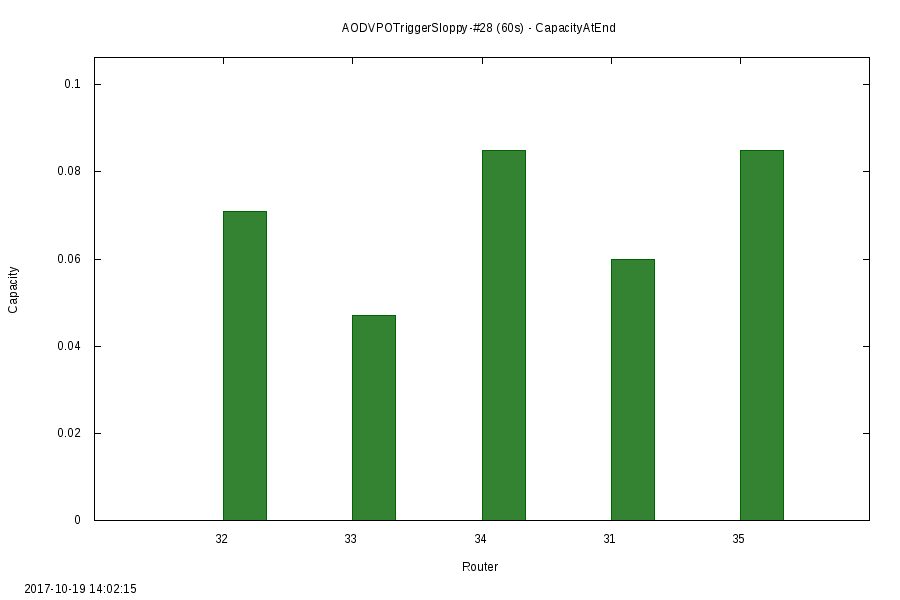 AODVPOTriggerSloppy-#28 (60s) - CapacityAtEnd
0.1
0.08
0.06
0.04
0.02
0
Capacity
32 33 34 31 35
Router
2017-10-19 14:02:15